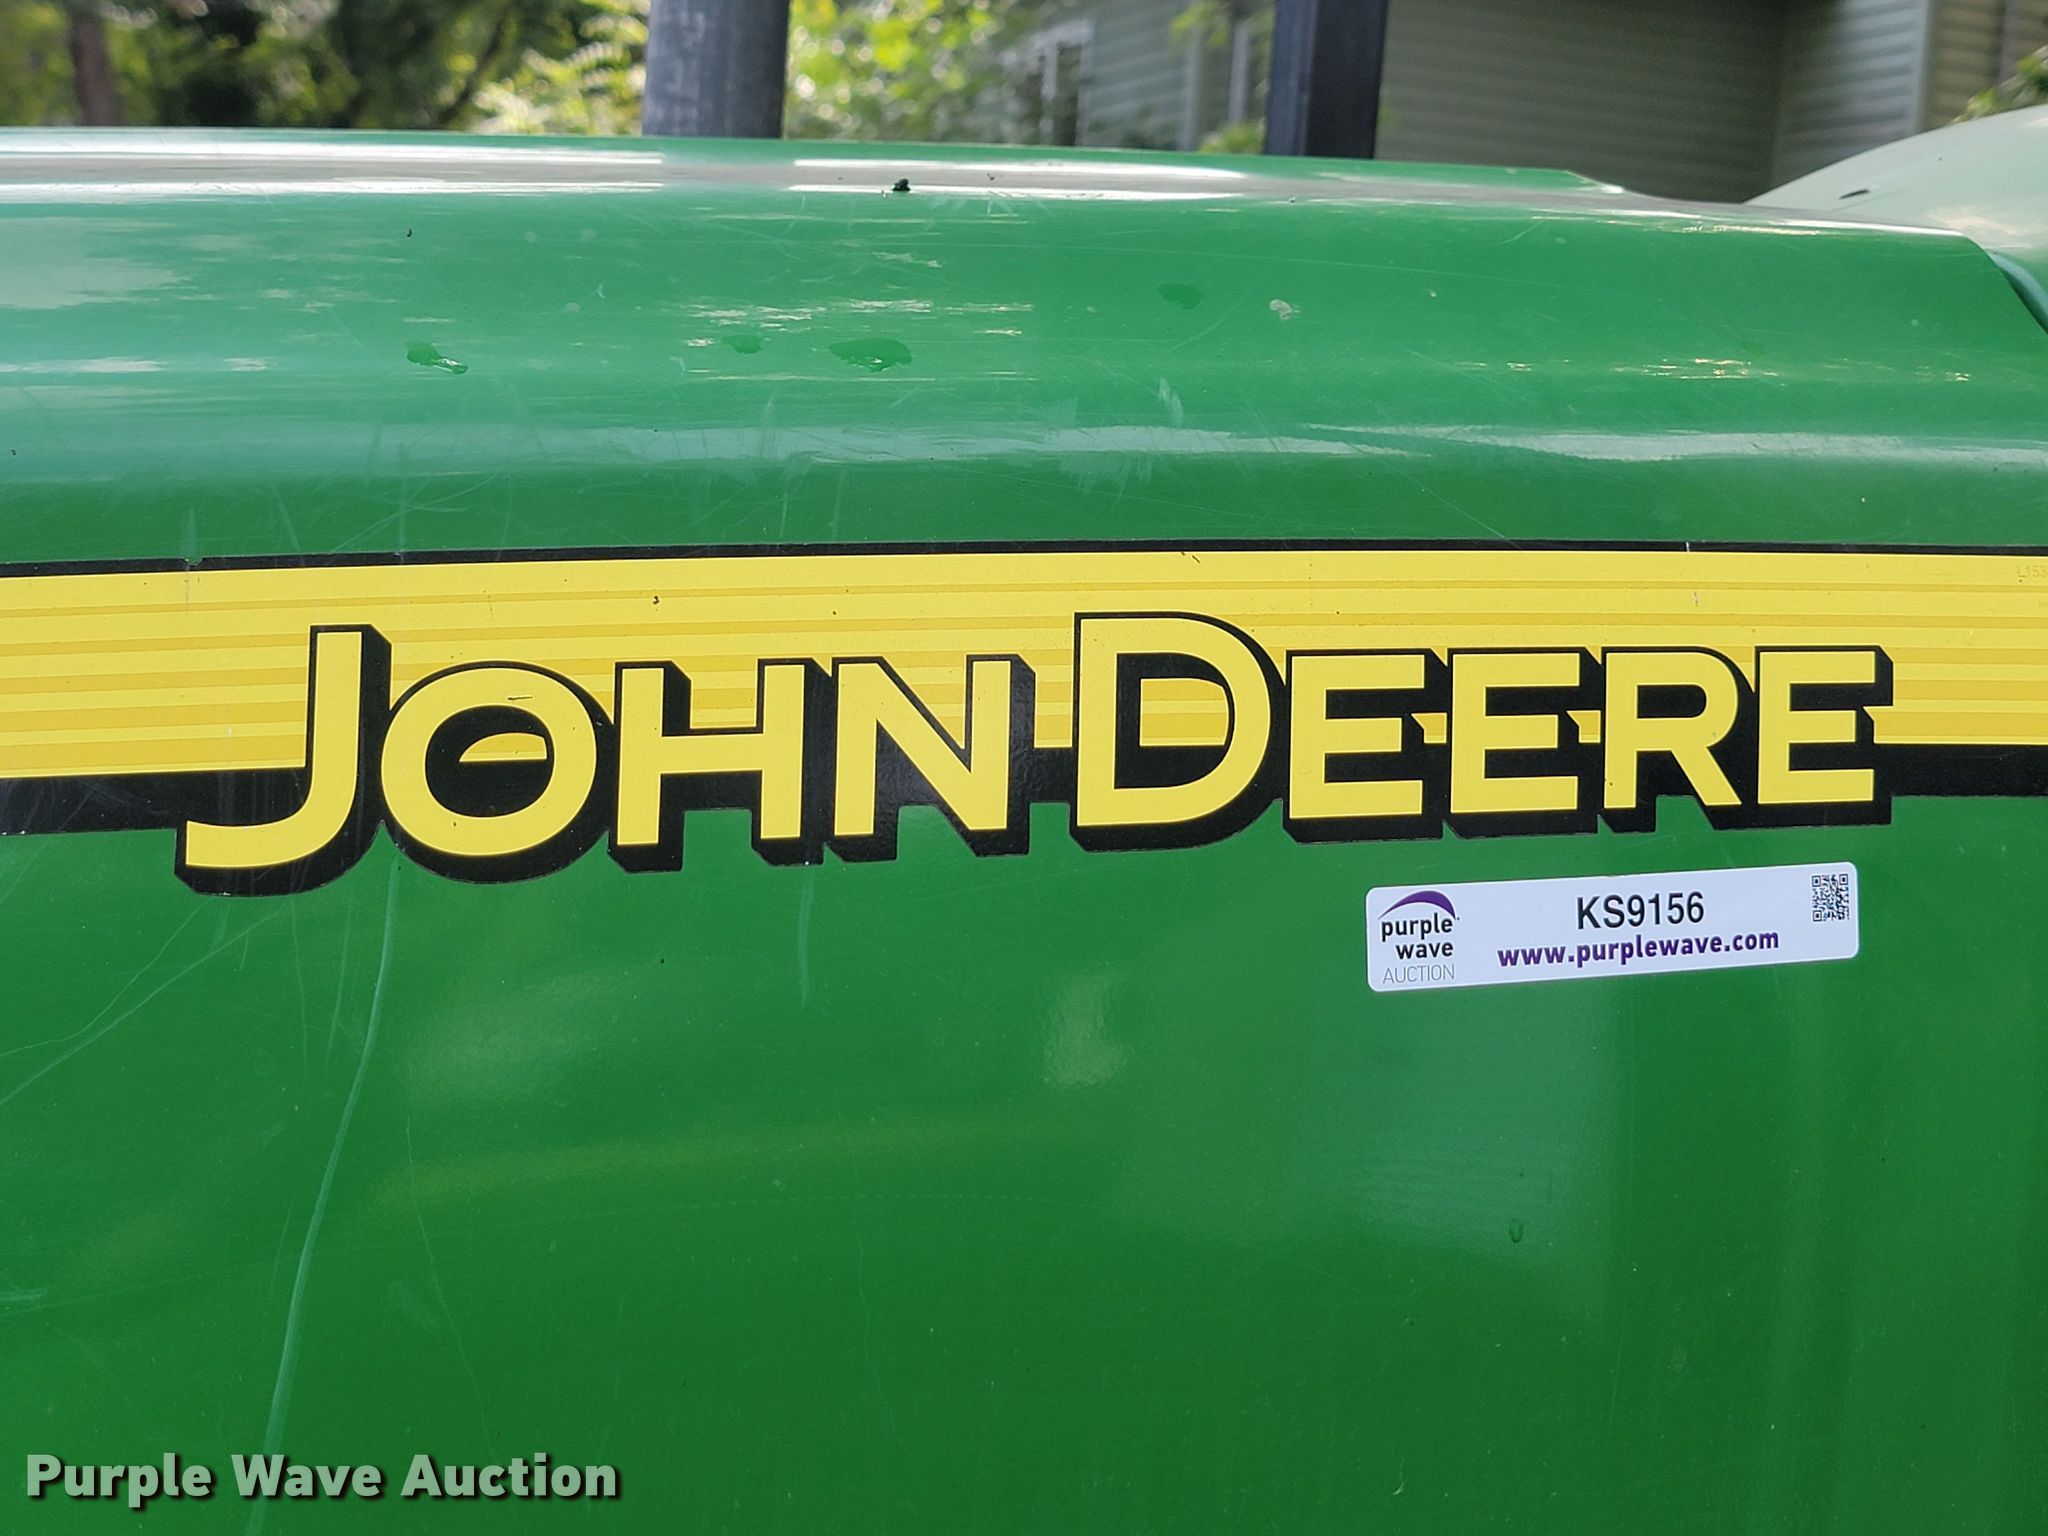 JOHN DEERE
purple
wave
AUCTION
KS9156
www.purplewave.com
Purple Wave Auction